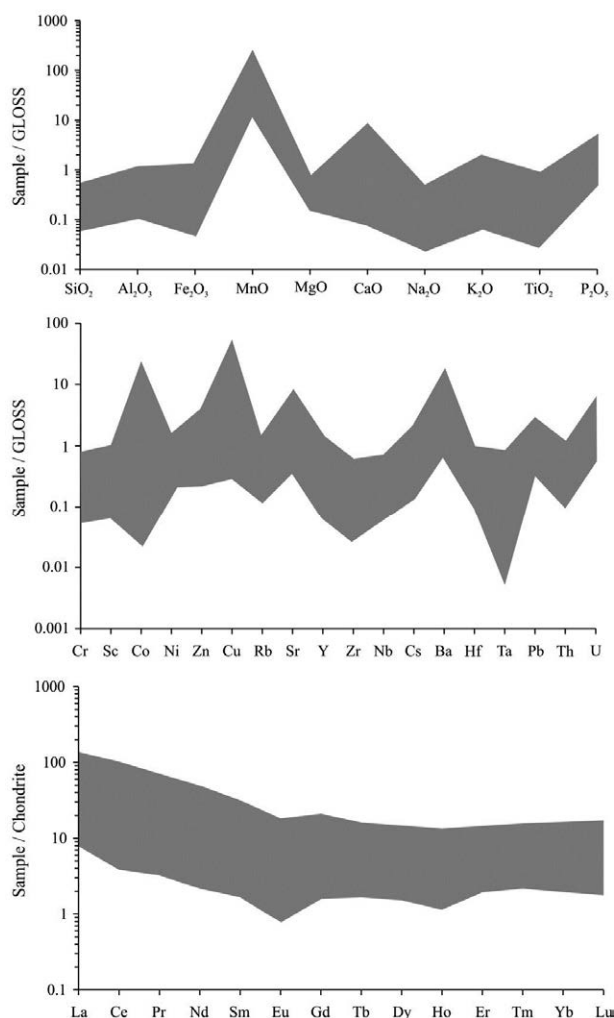 1000
100
10
1
0.1
0.01
Sample / GLOSS
SiO₂ Al₂O₃ Fe₂O₃ MnO MgO CaO Na₂O K₂O TiO₂ P₂O₅
100
10
1
0.1
0.01
0.001
Sample / GLOSS
Cr Sc Co Ni Zn Cu Rb Sr Y Zr Nb Cs Ba Hf Ta Pb Th U
1000
100
10
1
0.1
Sample / Chondrite
La Ce Pr Nd Sm Eu Gd Tb Dy Ho Er Tm Yb Lu